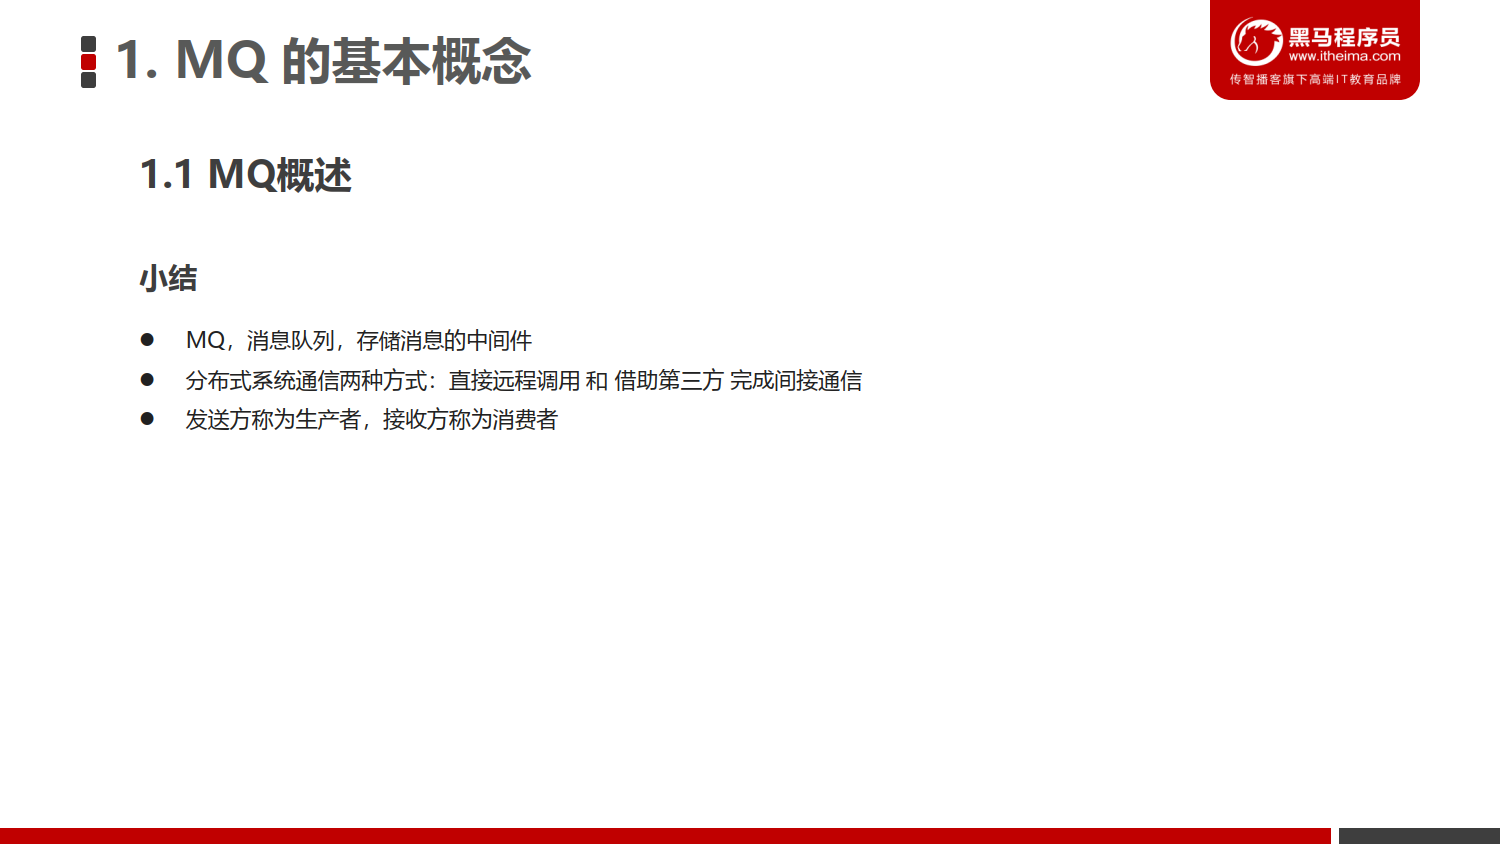 1. MQ 的基本概念
黑马程序员
www.itheima.com
传智播客旗下高端IT教育品牌
1.1 MQ概述
小结
● MQ，消息队列，存储消息的中间件
● 分布式系统通信两种方式：直接远程调用 和 借助第三方 完成间接通信
● 发送方称为生产者，接收方称为消费者